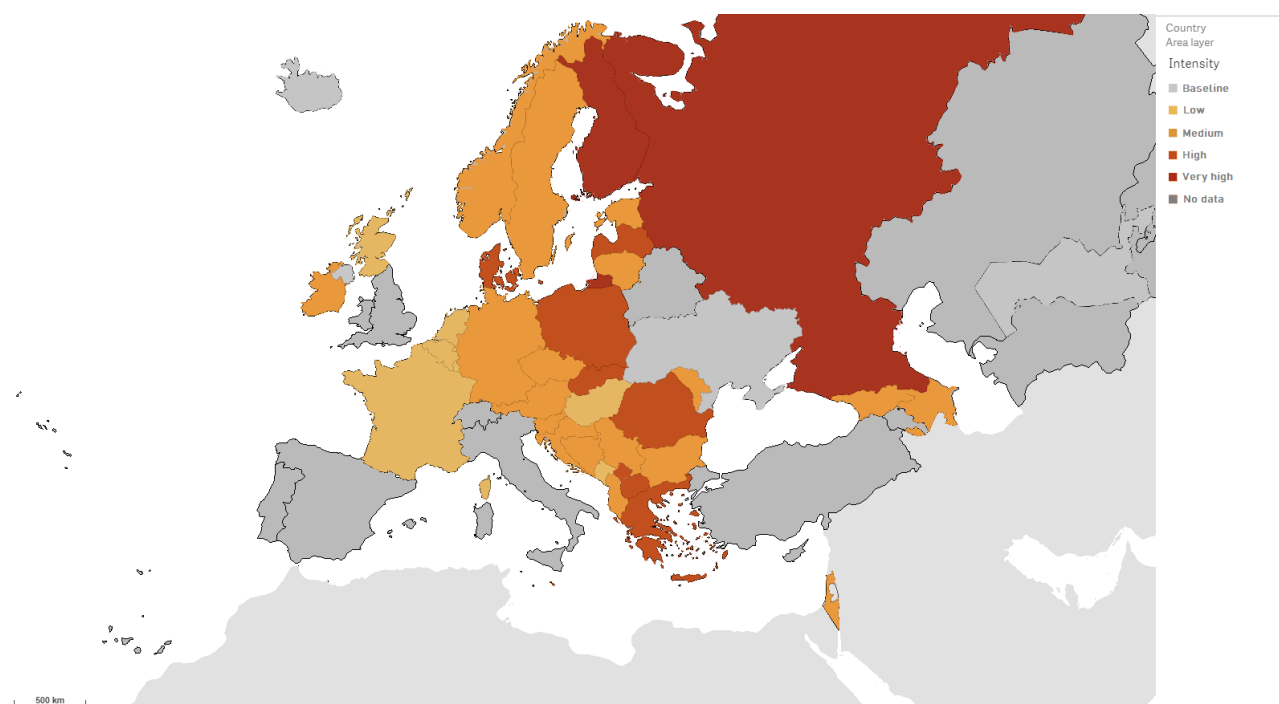 Country
Area layer
Intensity
Baseline
Low
Medium
High
Very high
No data
500 km